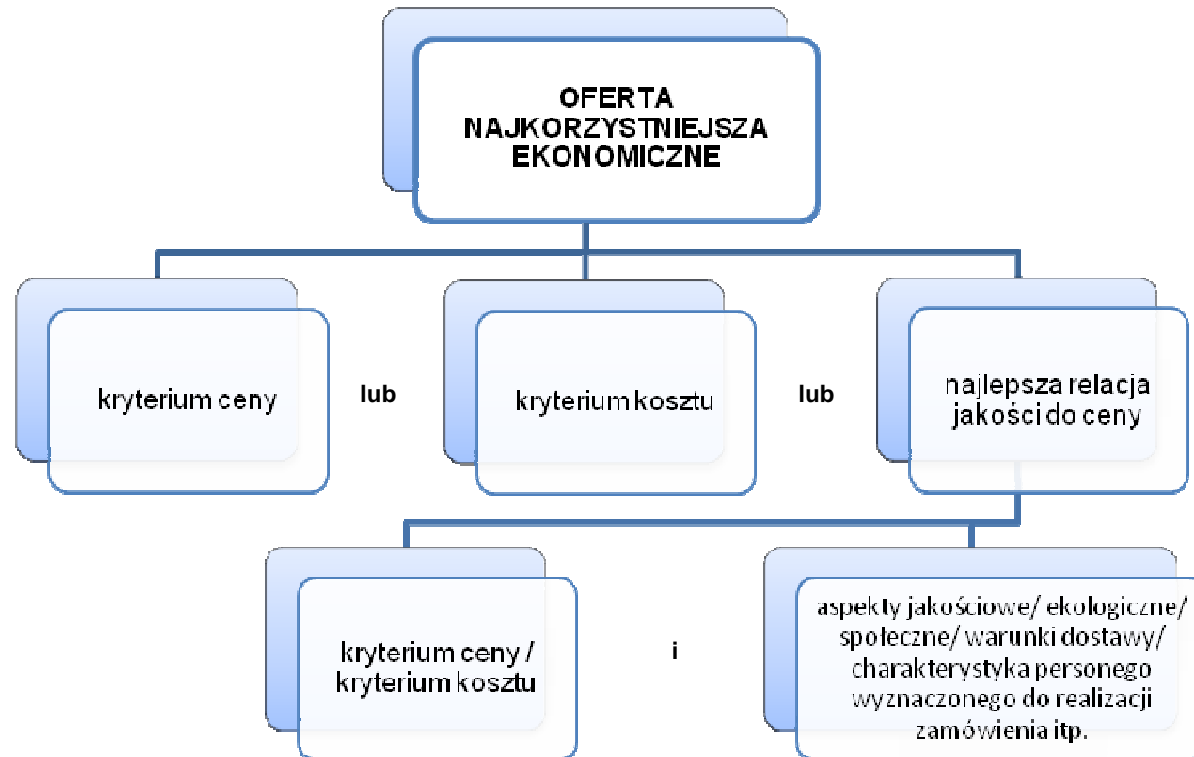 OFERTA
NAJKORZYSTNIEJSZA
EKONOMICZNE
kryterium ceny
lub
kryterium kosztu
lub
najlepsza relacja
jakości do ceny
kryterium ceny /
kryterium kosztu
i
aspekty jakościowe/ ekologiczne/
społeczne/ warunki dostawy/
charakterystyka personego
wyznaczonego do realizacji
zamówienia itp.